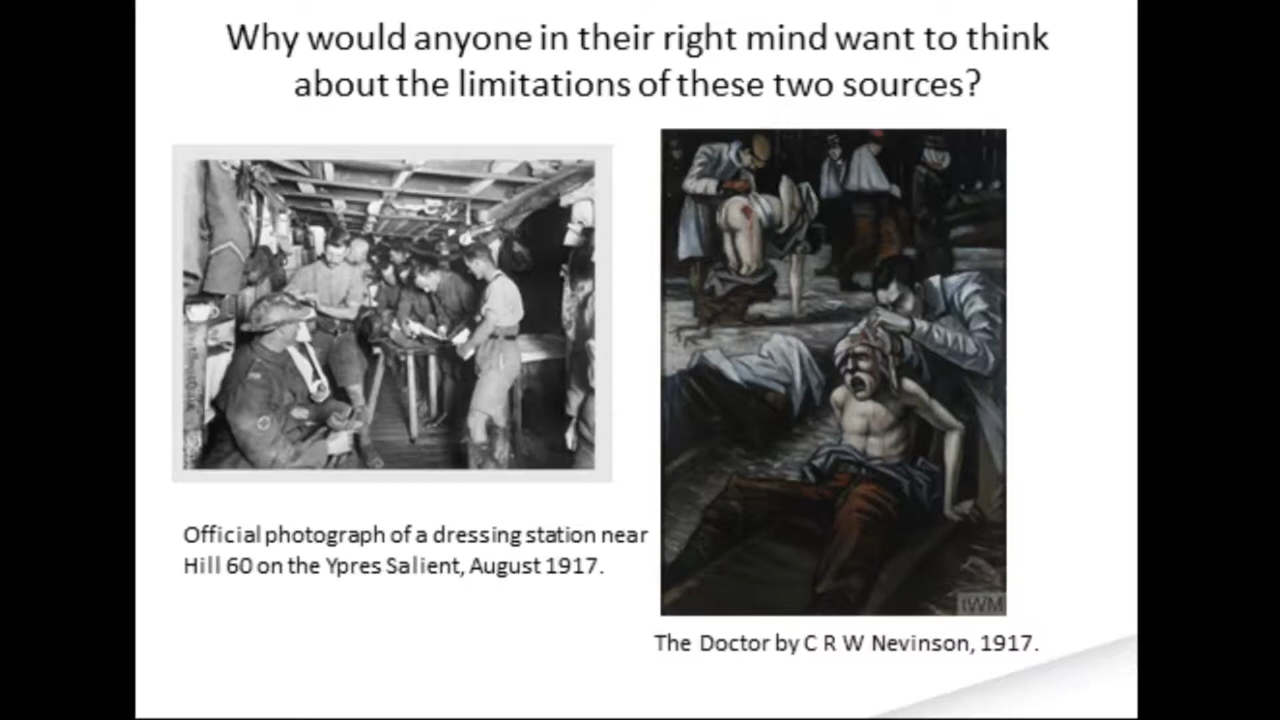 Why would anyone in their right mind want to think
about the limitations of these two sources?
Official photograph of a dressing station near
Hill 60 on the Ypres Salient, August 1917.
IWM
The Doctor by C R W Nevinson, 1917.